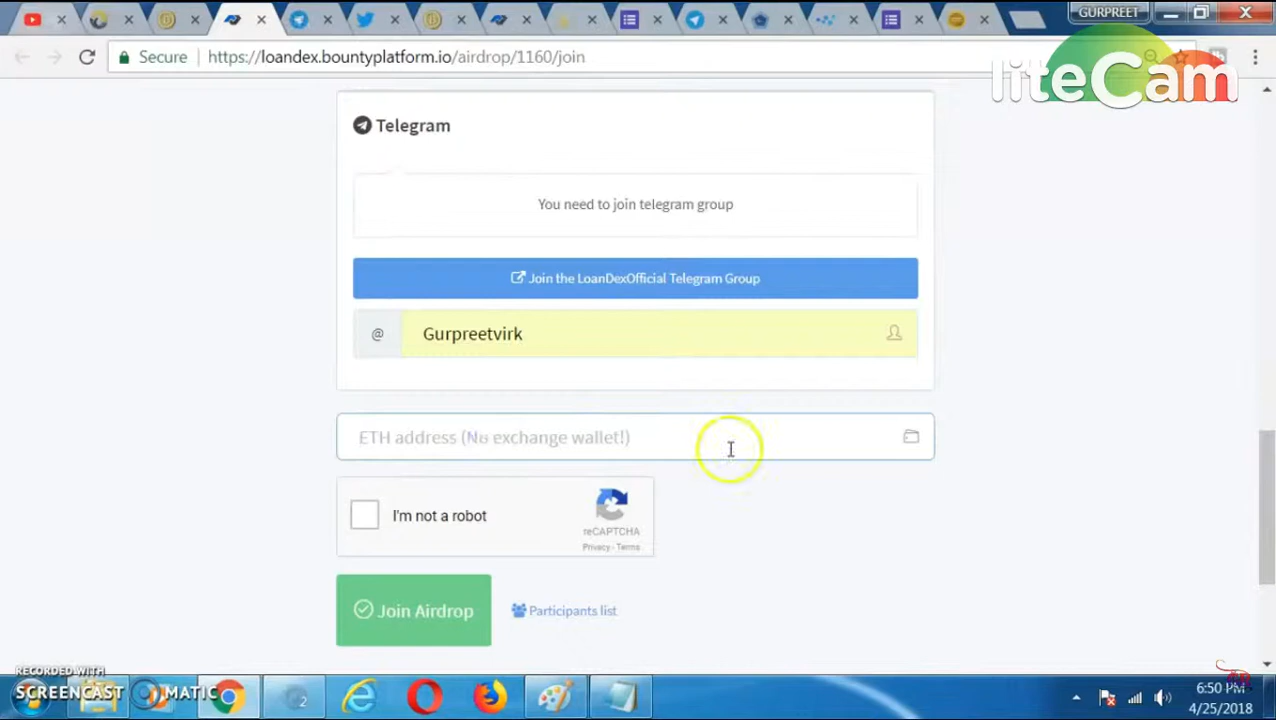 GURPREET
Secure https://loandex.bountyplatform.io/airdrop/1160/join
liteCam
Telegram
You need to join telegram group
Join the LoanDexOfficial Telegram Group
@ Gurpreetvirk
ETH address (No exchange wallet!)
I'm not a robot
reCAPTCHA
Privacy - Terms
Join Airdrop
Participants list
RECORDED WITH
SCREENCAST MATIC
6:50 PM
4/25/2018